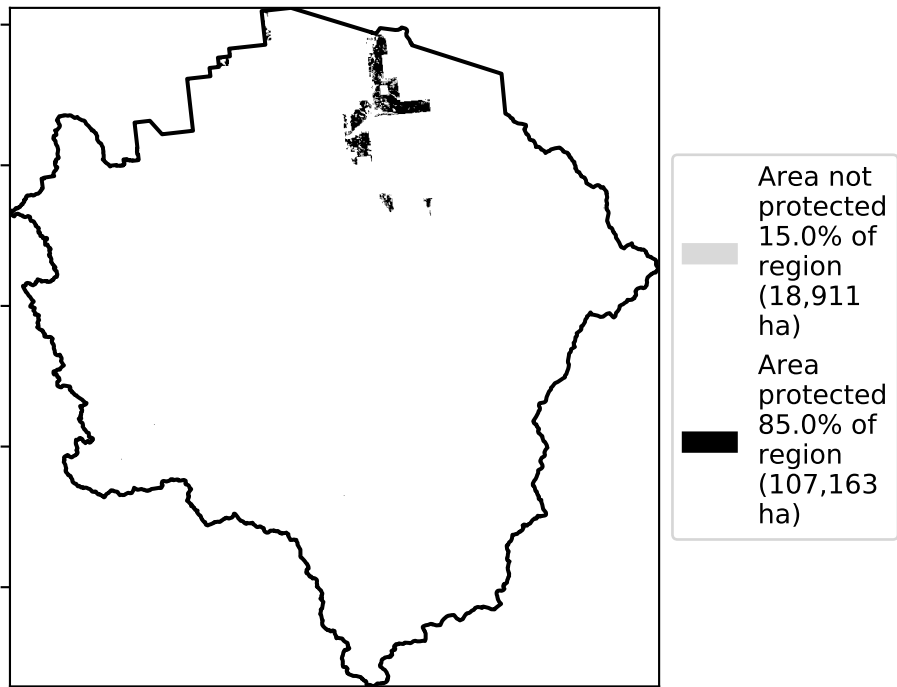 Area not
protected
15.0% of
region
(18,911
ha)
Area
protected
85.0% of
region
(107,163
ha)